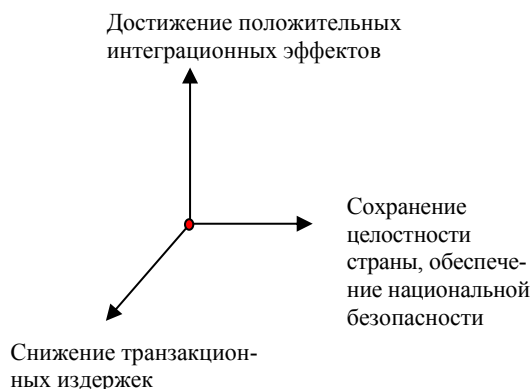 Достижение положительных
интеграционных эффектов
Сохранение
целостности
страны, обеспече-
ние национальной
безопасности
Снижение транзакцион-
ных издержек